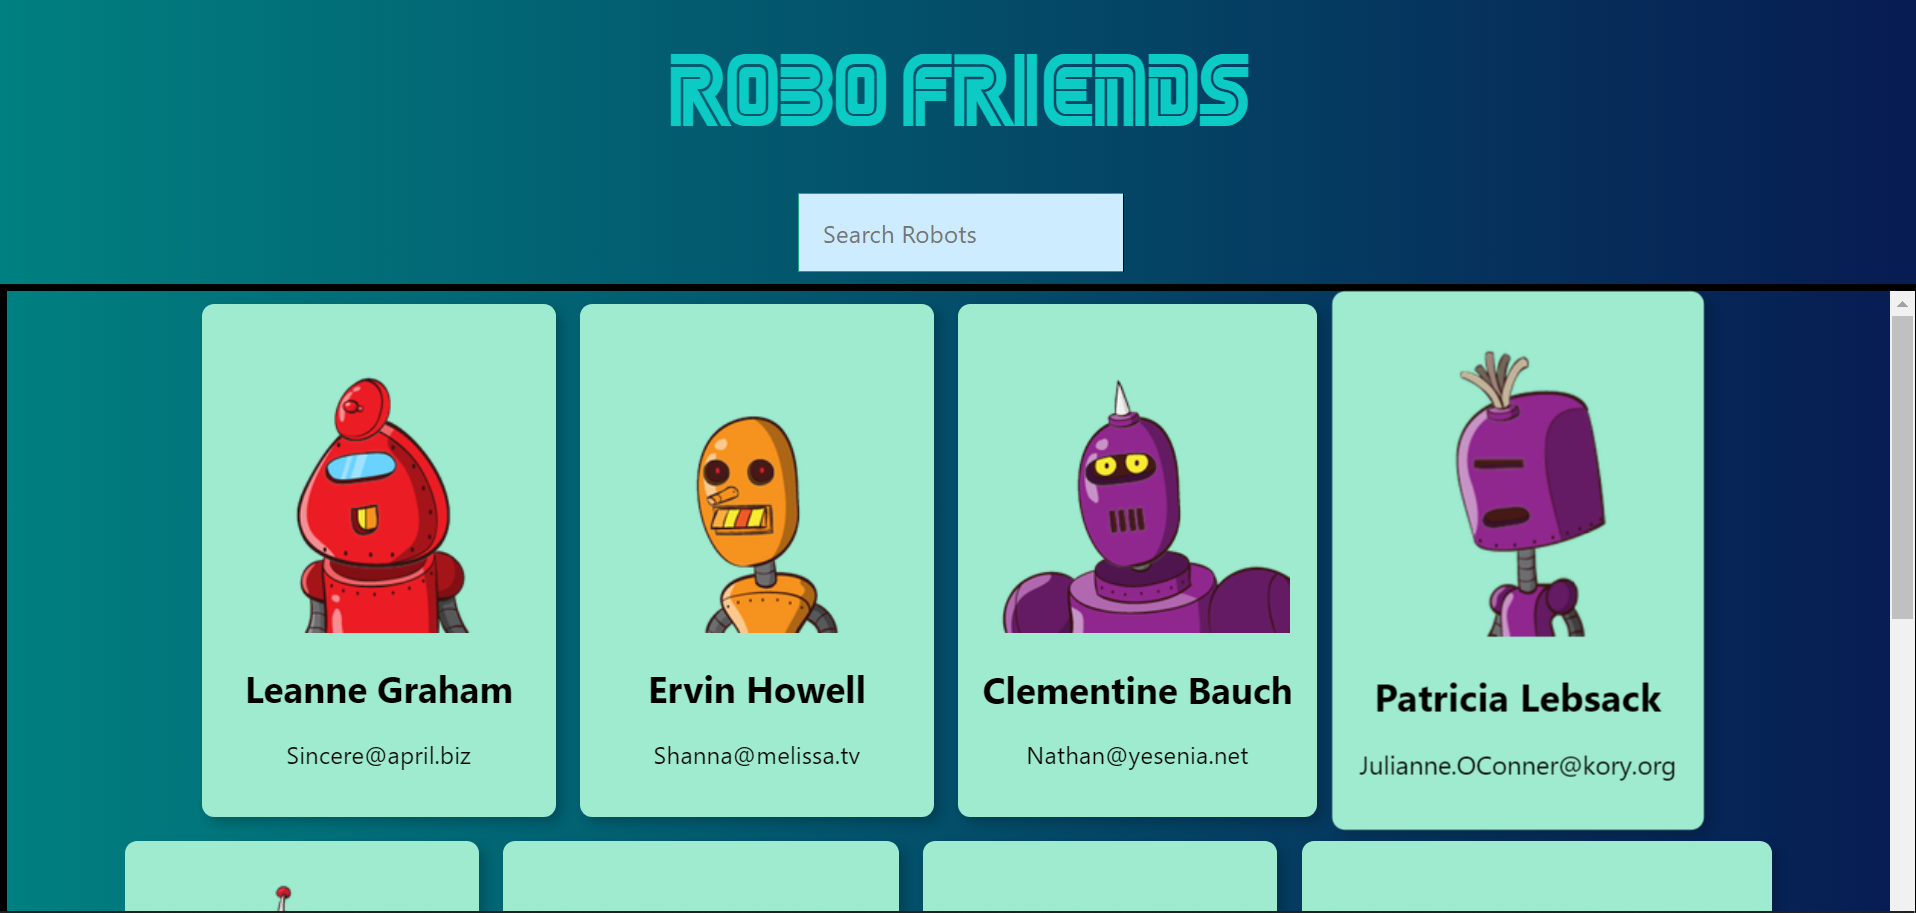 ROBO FRIENDS
Search Robots
Leanne Graham
Sincere@april.biz
Ervin Howell
Shanna@melissa.tv
Clementine Bauch
Nathan@yesenia.net
Patricia Lebsack
Julianne.OConner@kory.org